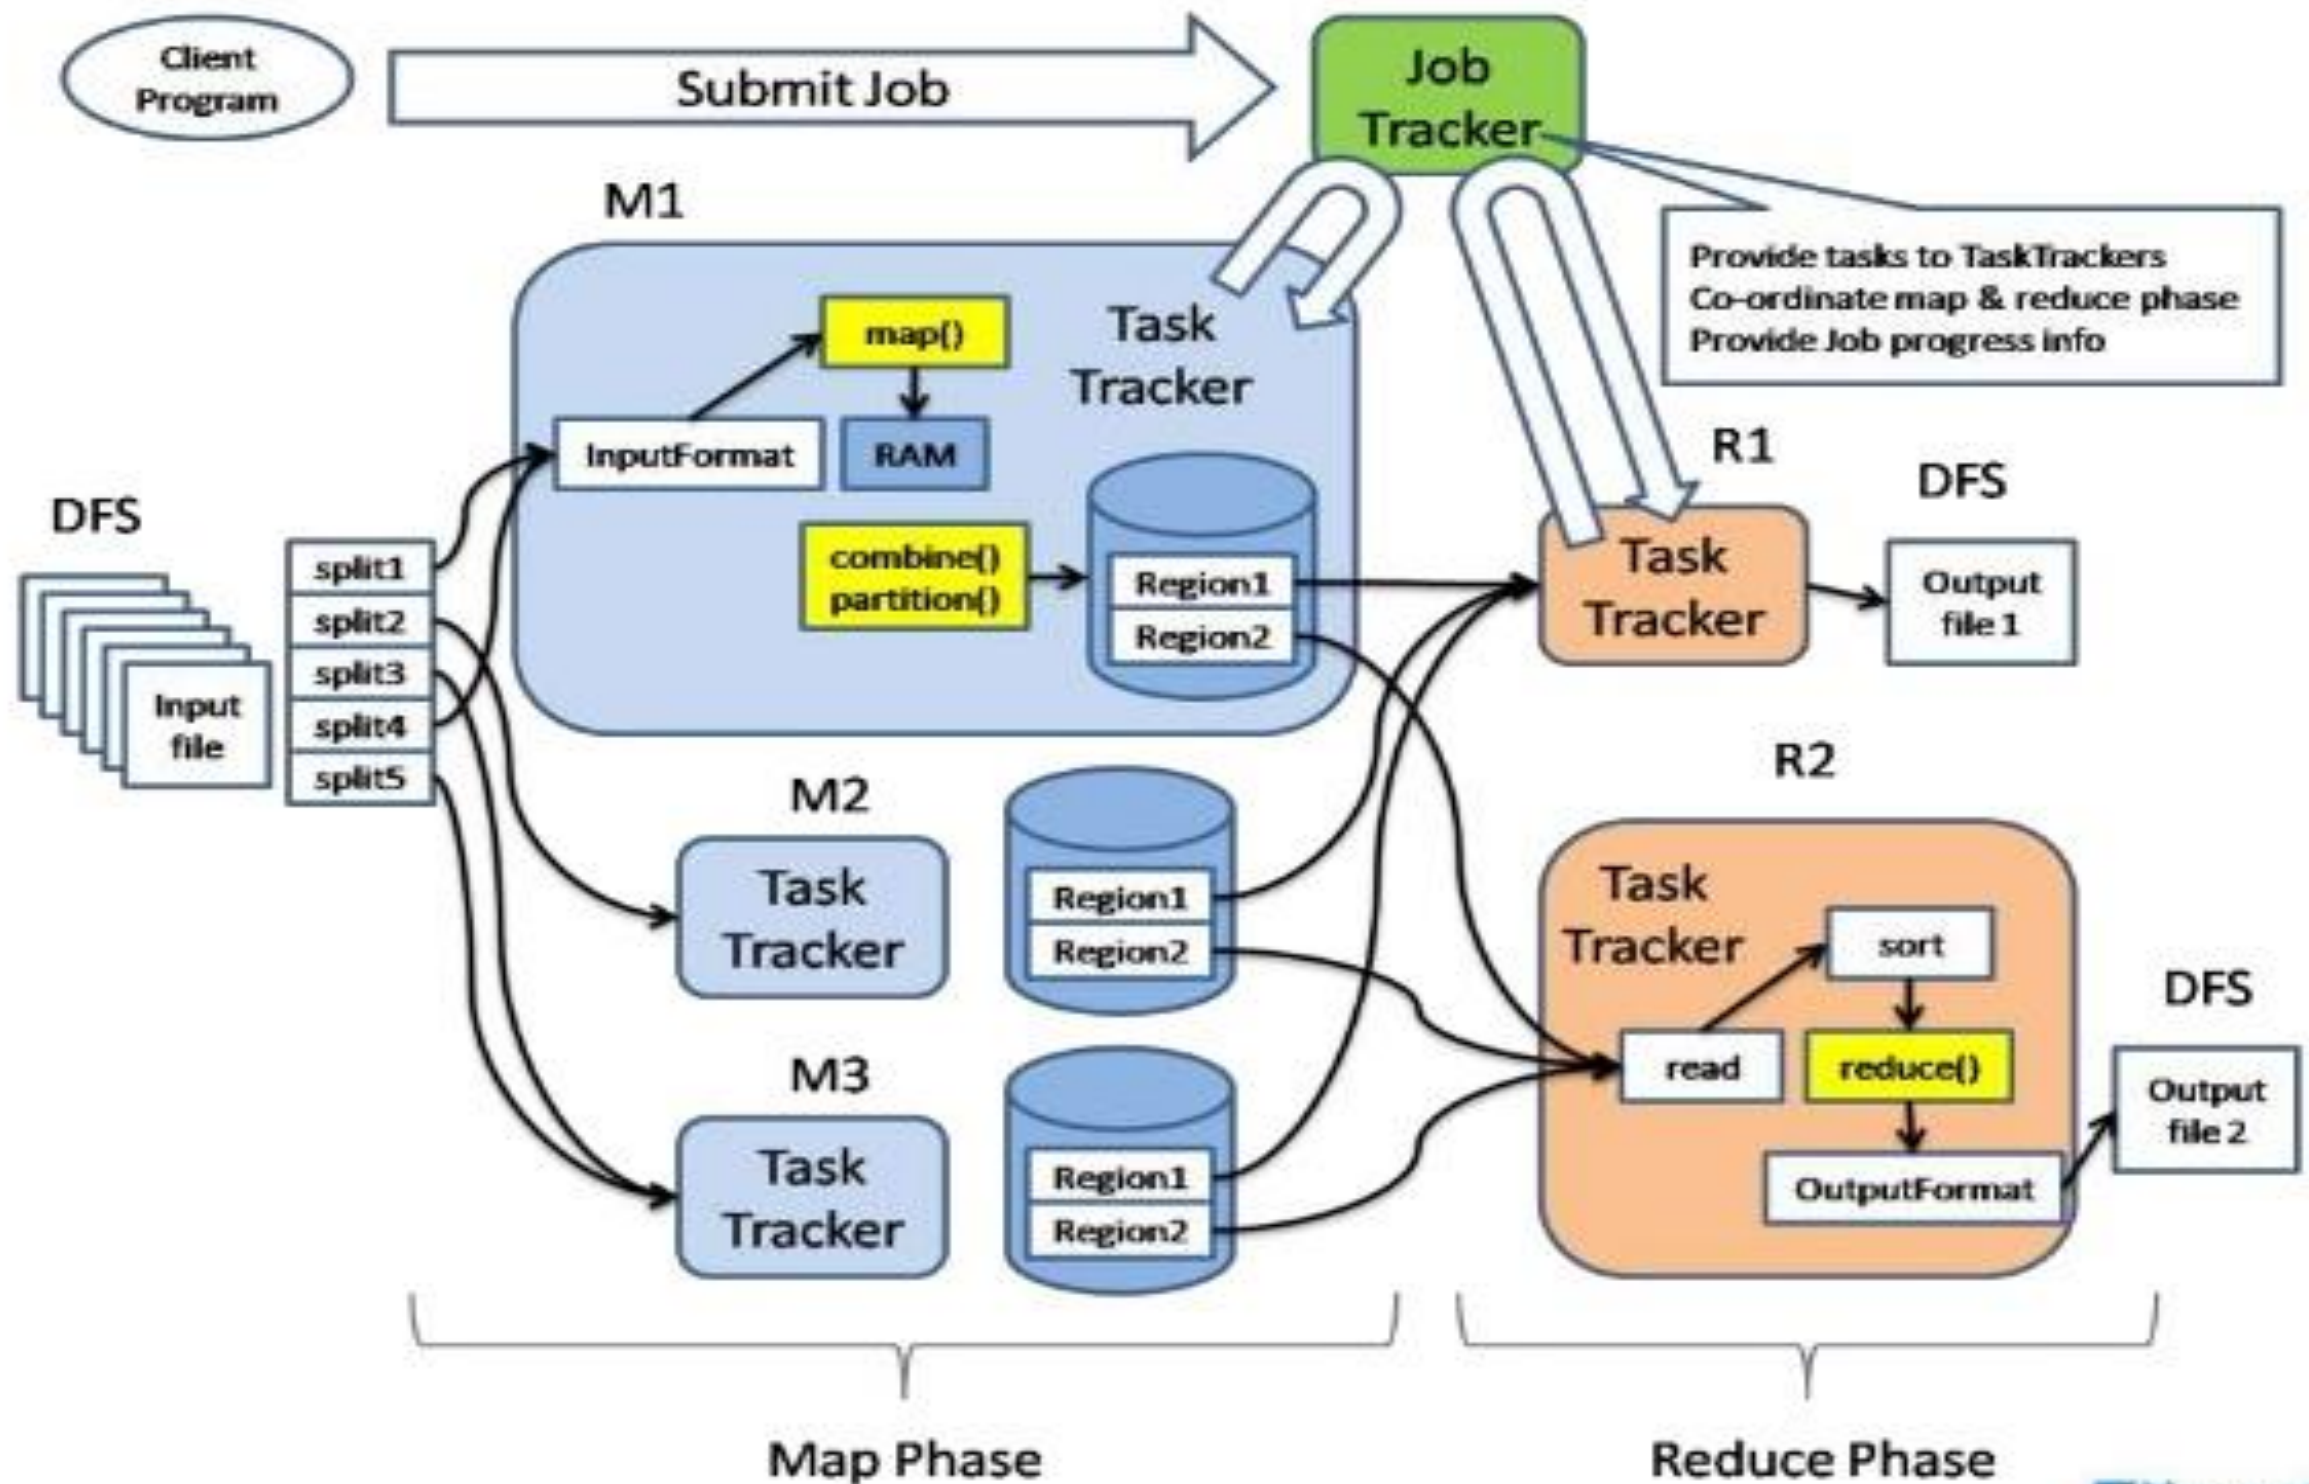 Client
Program
Submit Job
Job
Tracker
Provide tasks to TaskTrackers
Co-ordinate map & reduce phase
Provide Job progress info
M1
map()
Task
Tracker
InputFormat
RAM
combine()
partition()
Region1
Region2
DFS
Input
file
split1
split2
split3
split4
split5
M2
Task
Tracker
Region1
Region2
M3
Task
Tracker
Region1
Region2
R1
Task
Tracker
DFS
Output
file 1
R2
Task
Tracker
sort
read
reduce()
OutputFormat
DFS
Output
file 2
Map Phase
Reduce Phase